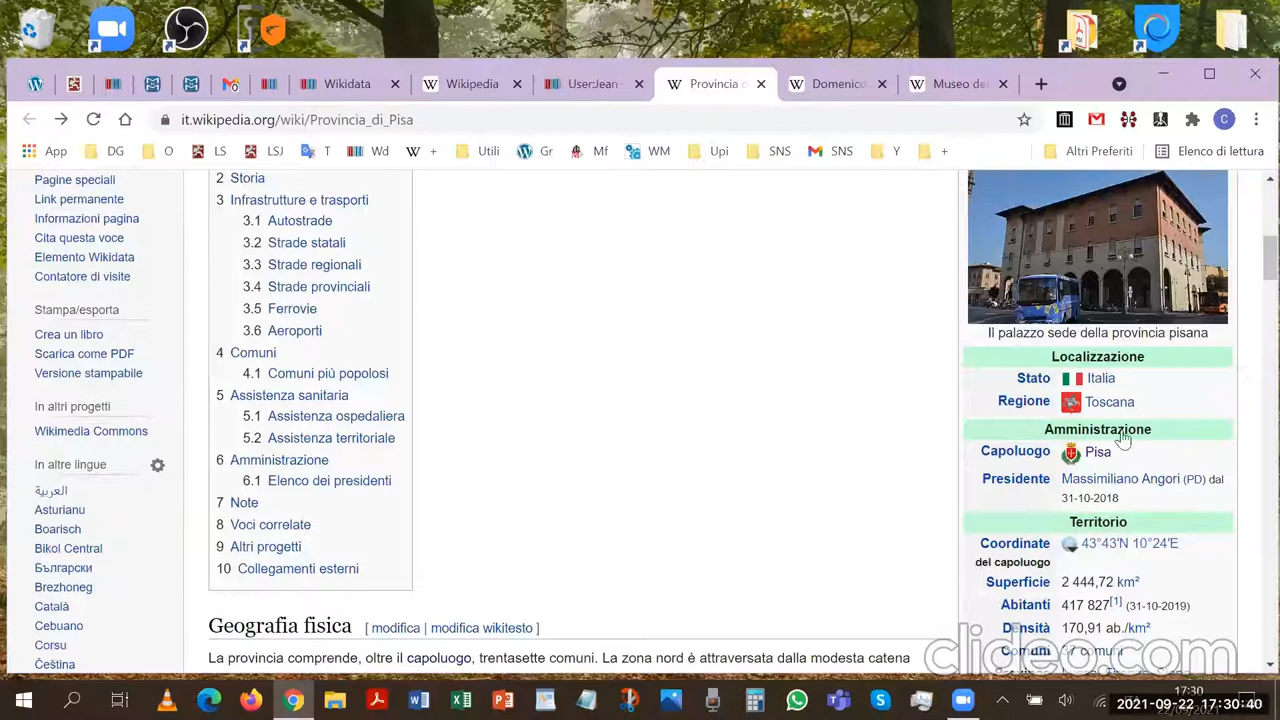 Wikidata
Wikipedia
User:Jean-
Provincia d
Domenico
Museo del
it.wikipedia.org/wiki/Provincia_di_Pisa
C
App DG O LS LSJ T Wd + Utili Gr Mf WM Upi SNS SNS Y + Altri Preferiti Elenco di lettura
Pagine speciali
Link permanente
Informazioni pagina
Cita questa voce
Elemento Wikidata
Contatore di visite
Stampa/esporta
Crea un libro
Scarica come PDF
Versione stampabile
In altri progetti
Wikimedia Commons
In altre lingue
العربية
Asturianu
Boarisch
Bikol Central
Български
Brezhoneg
Català
Cebuano
Corsu
Čeština
2 Storia
3 Infrastrutture e trasporti
3.1 Autostrade
3.2 Strade statali
3.3 Strade regionali
3.4 Strade provinciali
3.5 Ferrovie
3.6 Aeroporti
4 Comuni
4.1 Comuni più popolosi
5 Assistenza sanitaria
5.1 Assistenza ospedaliera
5.2 Assistenza territoriale
6 Amministrazione
6.1 Elenco dei presidenti
7 Note
8 Voci correlate
9 Altri progetti
10 Collegamenti esterni
Geografia fisica [ modifica | modifica wikitesto ]
La provincia comprende, oltre il capoluogo, trentasette comuni. La zona nord è attraversata dalla modesta catena
Il palazzo sede della provincia pisana
Localizzazione
Stato Italia
Regione Toscana
Amministrazione
Capoluogo Pisa
Presidente Massimiliano Angori (PD) dal
31-10-2018
Territorio
Coordinate 43°43′N 10°24′E
del capoluogo
Superficie 2 444,72 km²
Abitanti 417 827[1] (31-10-2019)
Densità 170,91 ab./km²
Comuni 37 comuni
clideo.com
17:30
2021-09-22 17:30:40